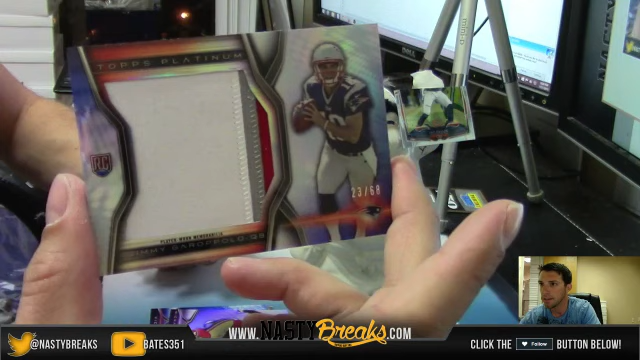 TOPPS PLATINUM
RC
23/68
PLAYER WORN MEMORABILIA
JIMMY GAROPPOLO · QB
DELL
@NASTYBREAKS
BATES351
WWW.NASTYBreaks.COM
CLICK THE
Follow
BUTTON BELOW!